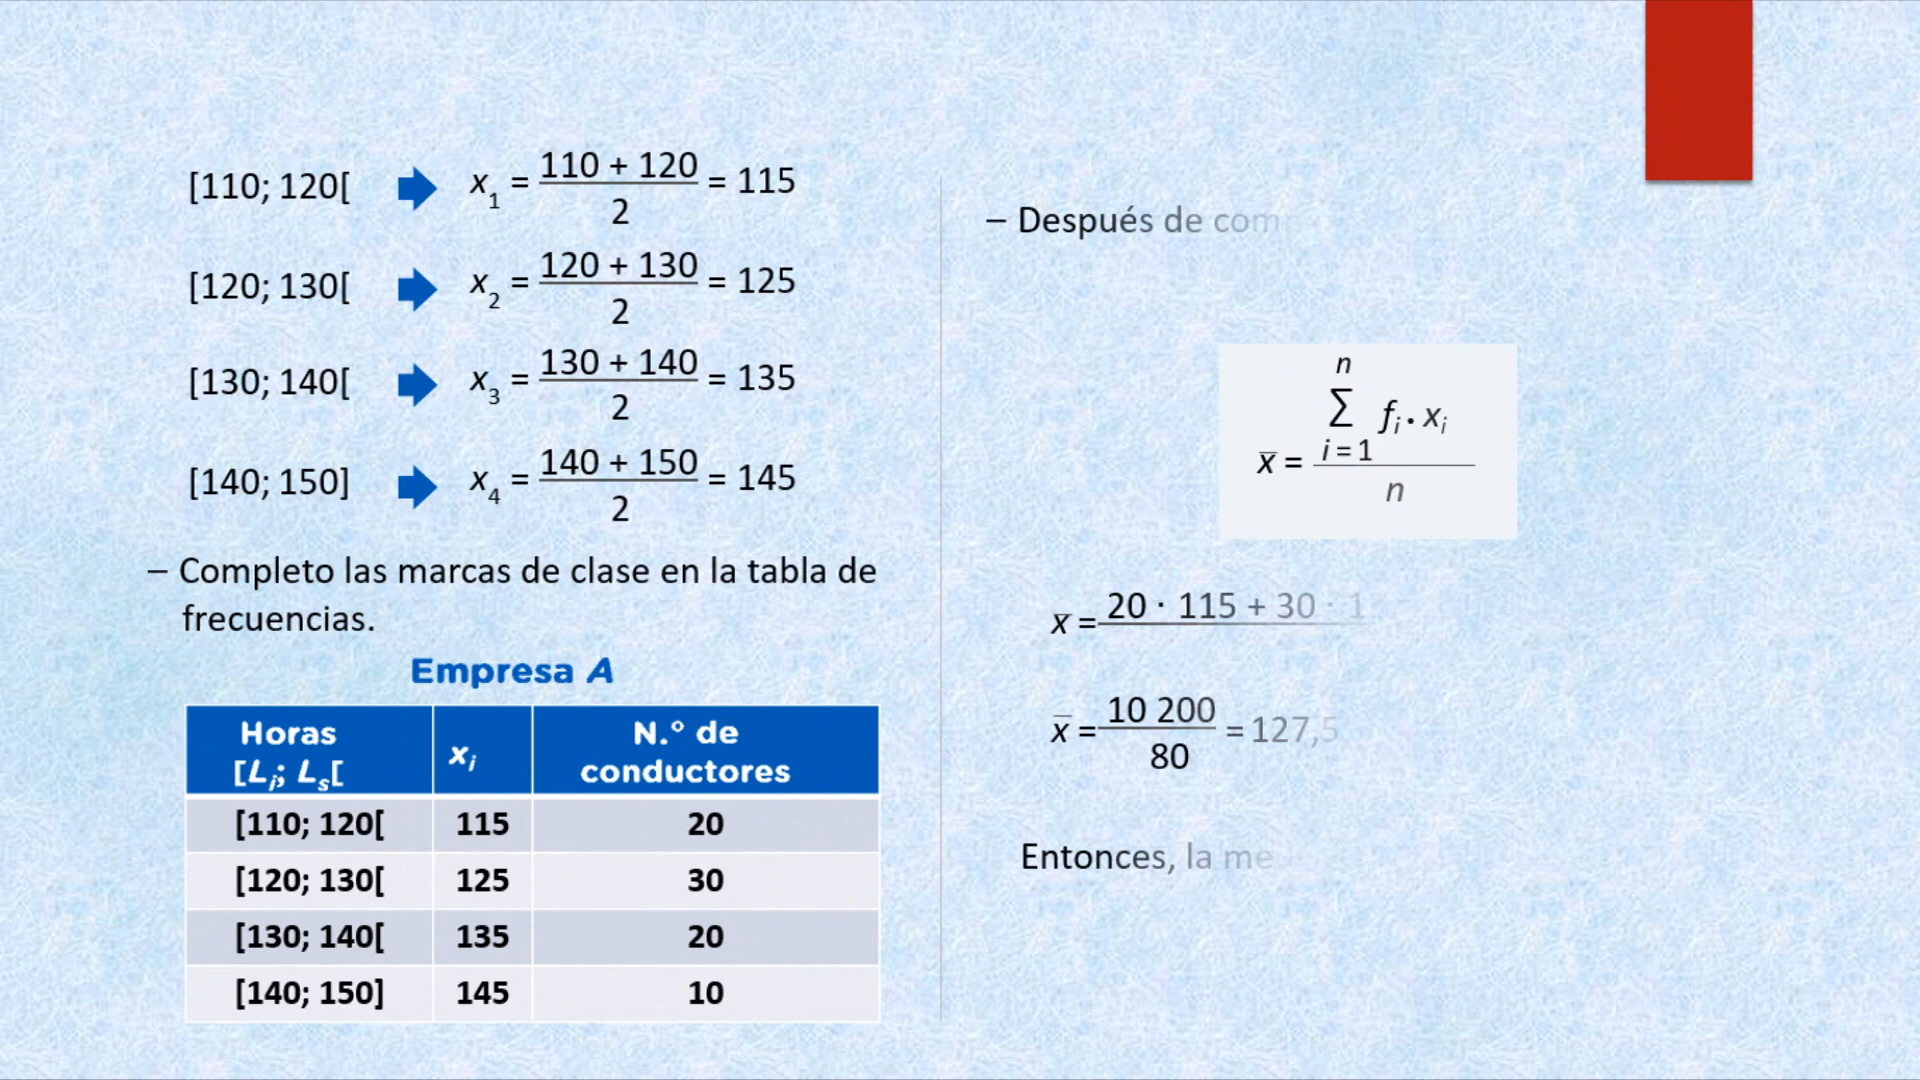 [110; 120[ x₁ = (110 + 120)/2 = 115
[120; 130[ x₂ = (120 + 130)/2 = 125
[130; 140[ x₃ = (130 + 140)/2 = 135
[140; 150] x₄ = (140 + 150)/2 = 145
– Completo las marcas de clase en la tabla de
frecuencias.
Empresa A
Horas [Lᵢ; Lₛ[ xᵢ N.º de conductores
[110; 120[ 115 20
[120; 130[ 125 30
[130; 140[ 135 20
[140; 150] 145 10
– Después de com
x̄ = (n ∑ i = 1 fᵢ · xᵢ)/n
x̄ = 20 · 115 + 30 · 1
x̄ = 10 200/80 = 127,5
Entonces, la me